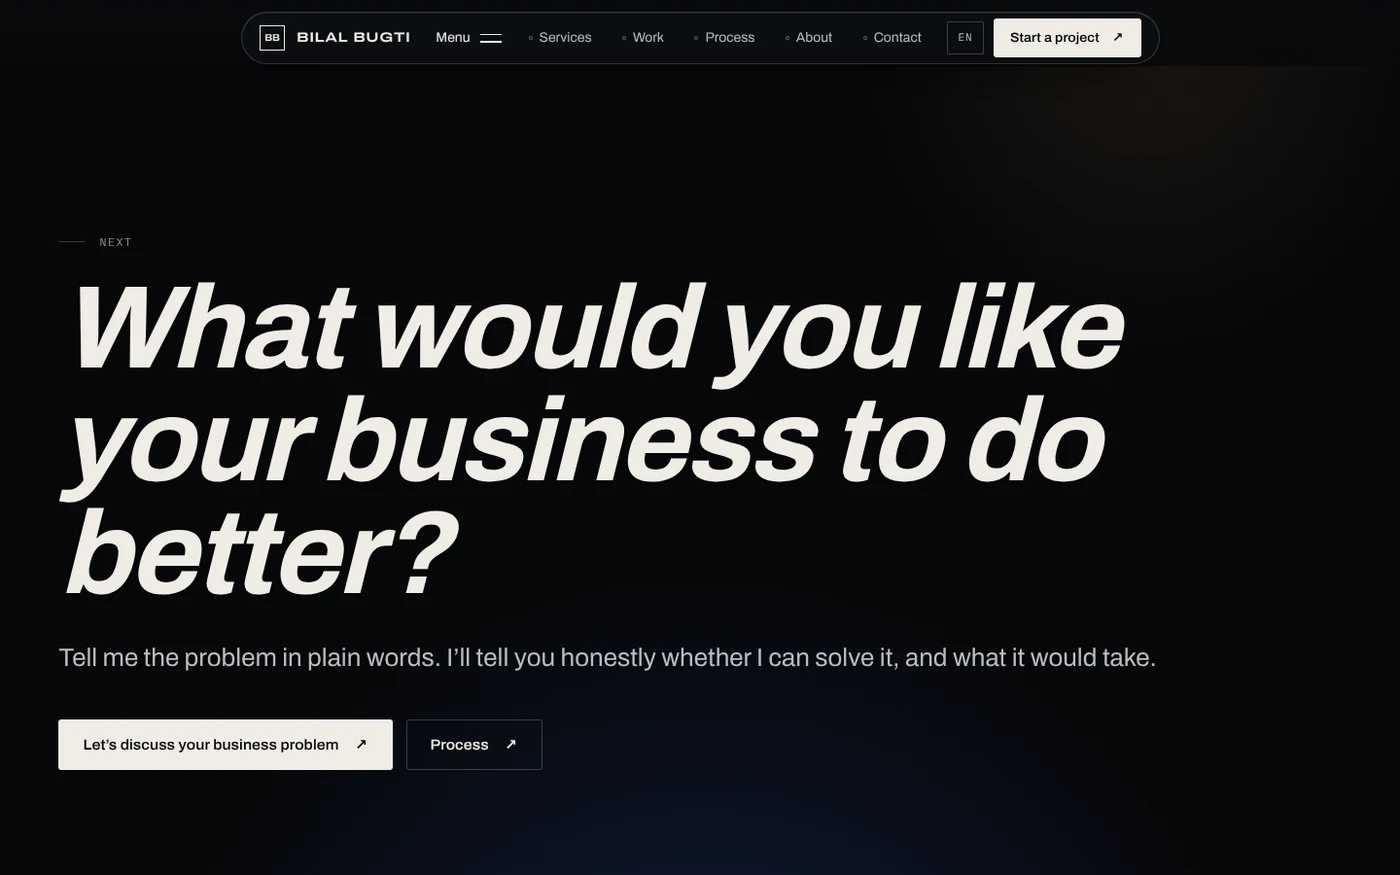 BB BILAL BUGTI Menu Services Work Process About Contact EN Start a project ↗
NEXT
What would you like
your business to do
better?
Tell me the problem in plain words. I’ll tell you honestly whether I can solve it, and what it would take.
Let’s discuss your business problem ↗ Process ↗